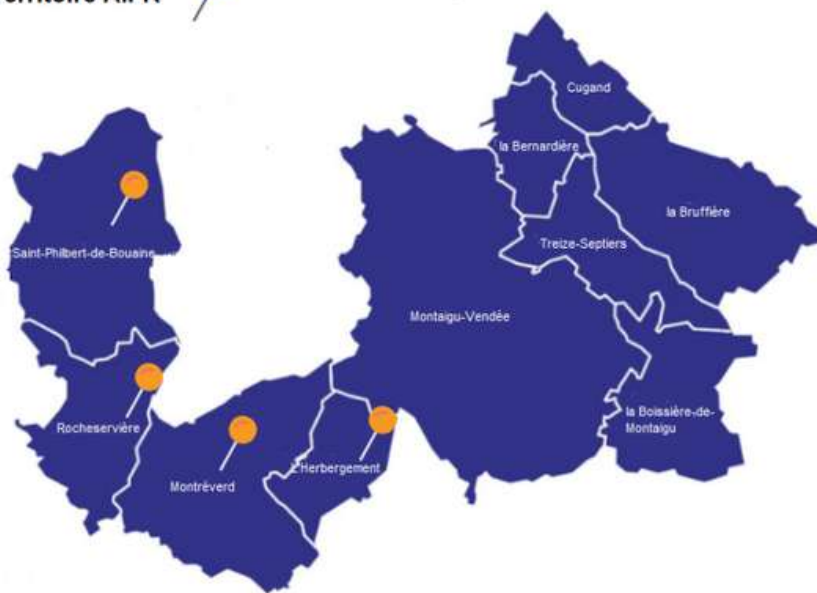 Cugand
la Bernardière
la Bruffière
Treize-Septiers
Saint-Philbert-de-Bouaine
Montaigu-Vendée
la Boissière-de-
Montaigu
Rocheservière
L'Herbergement
Montréverd